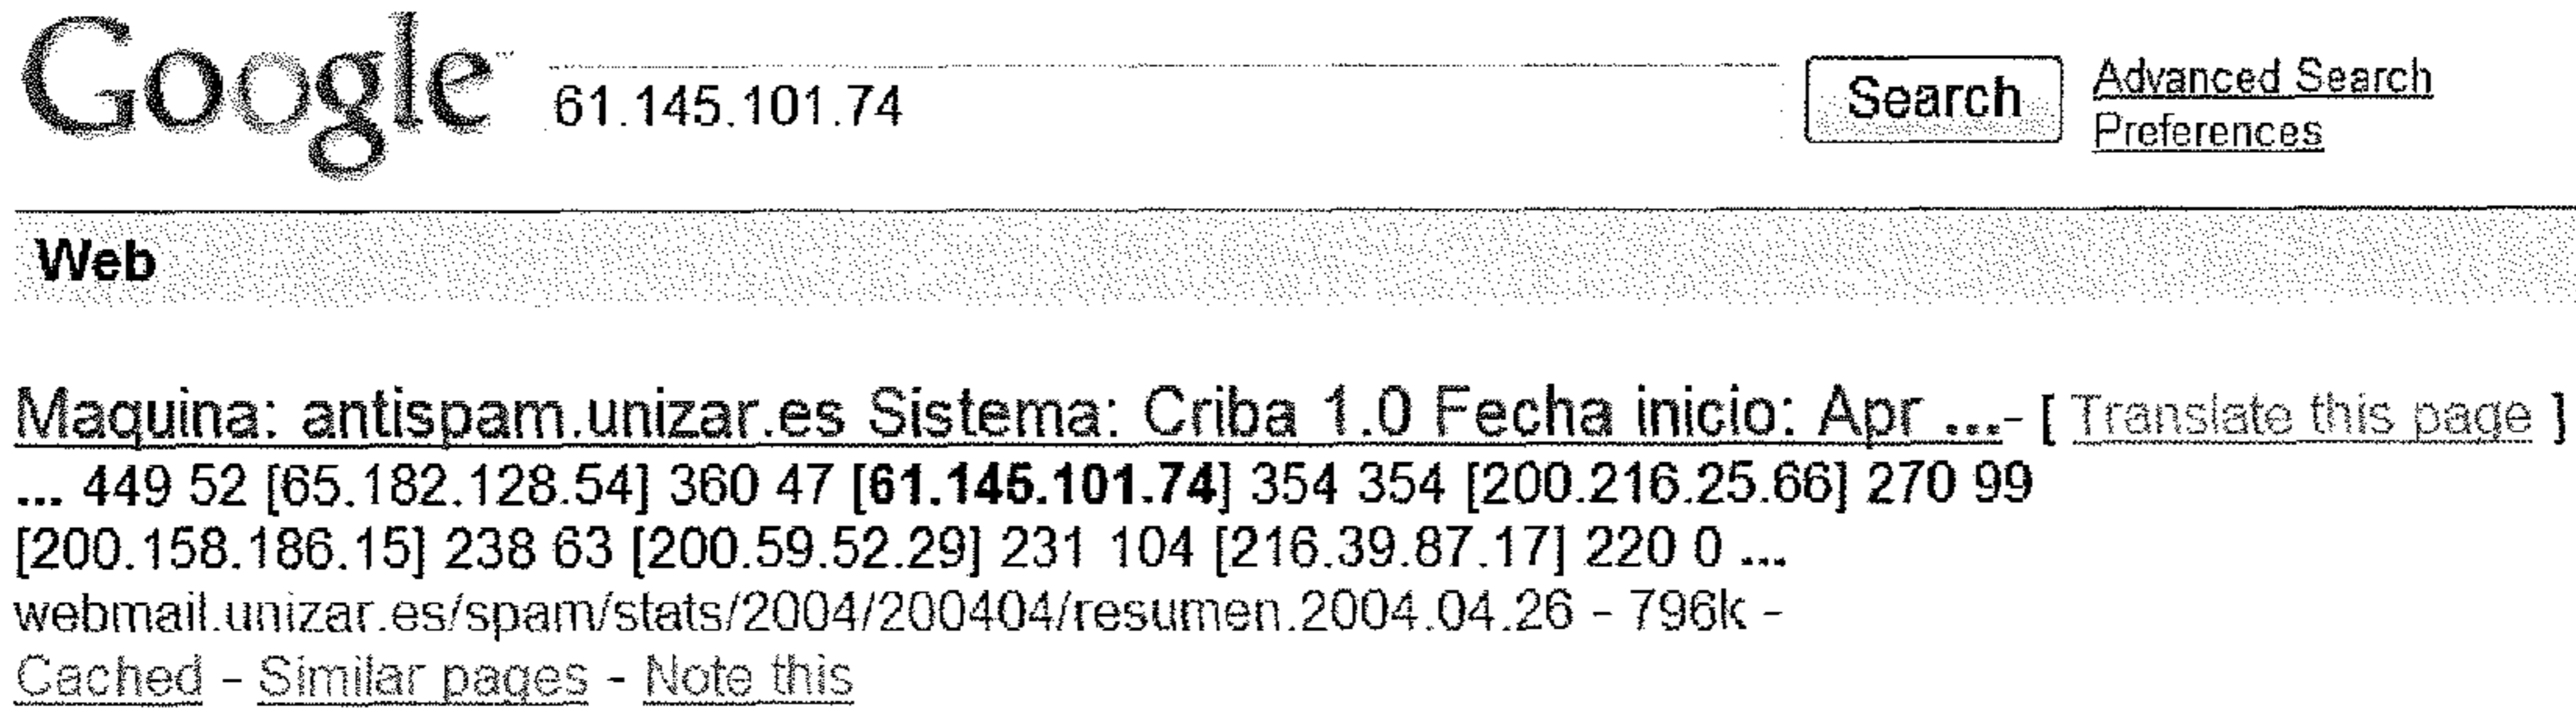 Google 61.145.101.74 Search Advanced Search
Preferences
Web
Maquina: antispam.unizar.es Sistema: Criba 1.0 Fecha inicio: Apr ...- [ Translate this page ]
... 449 52 [65.182.128.54] 360 47 [61.145.101.74] 354 354 [200.216.25.66] 270 99
[200.158.186.15] 238 63 [200.59.52.29] 231 104 [216.39.87.17] 220 0 ...
webmail.unizar.es/spam/stats/2004/200404/resumen.2004.04.26 - 796k -
Cached - Similar pages - Note this